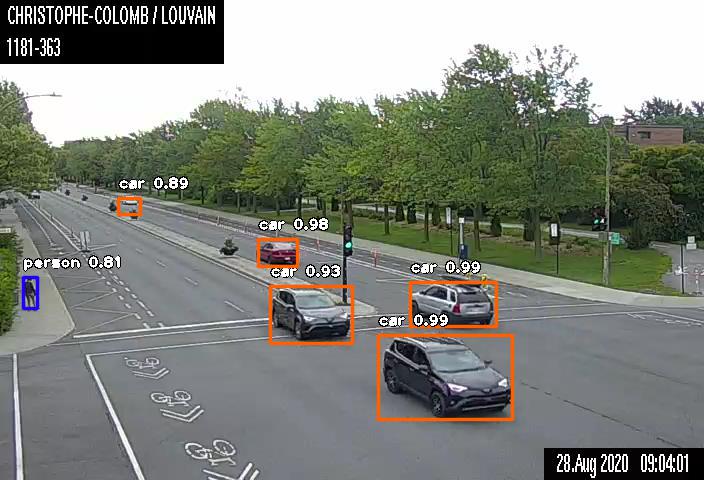 CHRISTOPHE-COLOMB / LOUVAIN
1181-363
car 0.89
car 0.98
person 0.81
car 0.93
car 0.99
car 0.99
28.Aug 2020 09:04:01